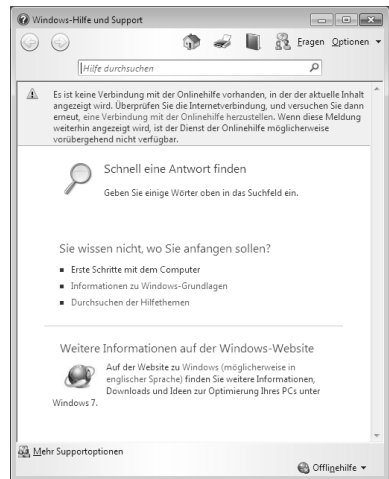 Windows-Hilfe und Support
Fragen Optionen
Hilfe durchsuchen
Es ist keine Verbindung mit der Onlinehilfe vorhanden, in der der aktuelle Inhalt
angezeigt wird. Überprüfen Sie die Internetverbindung, und versuchen Sie dann
erneut, eine Verbindung mit der Onlinehilfe herzustellen. Wenn diese Meldung
weiterhin angezeigt wird, ist der Dienst der Onlinehilfe möglicherweise
vorübergehend nicht verfügbar.
Schnell eine Antwort finden
Geben Sie einige Wörter oben in das Suchfeld ein.
Sie wissen nicht, wo Sie anfangen sollen?
Erste Schritte mit dem Computer
Informationen zu Windows-Grundlagen
Durchsuchen der Hilfethemen
Weitere Informationen auf der Windows-Website
Auf der Website zu Windows (möglicherweise in
englischer Sprache) finden Sie weitere Informationen,
Downloads und Ideen zur Optimierung Ihres PCs unter
Windows 7.
Mehr Supportoptionen
Offlinehilfe